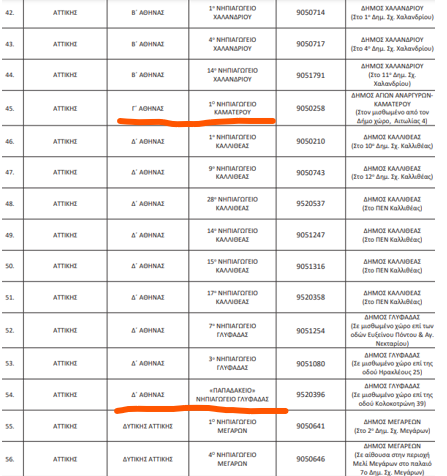 42. ΑΤΤΙΚΗΣ Β΄ ΑΘΗΝΑΣ 1ο ΝΗΠΙΑΓΩΓΕΙΟ ΧΑΛΑΝΔΡΙΟΥ 9050714 ΔΗΜΟΣ ΧΑΛΑΝΔΡΙΟΥ
(Στο 1ο Δημ. Σχ. Χαλανδρίου)
43. ΑΤΤΙΚΗΣ Β΄ ΑΘΗΝΑΣ 4ο ΝΗΠΙΑΓΩΓΕΙΟ ΧΑΛΑΝΔΡΙΟΥ 9050717 ΔΗΜΟΣ ΧΑΛΑΝΔΡΙΟΥ
(Στο 4ο Δημ. Σχ. Χαλανδρίου)
44. ΑΤΤΙΚΗΣ Β΄ ΑΘΗΝΑΣ 14ο ΝΗΠΙΑΓΩΓΕΙΟ ΧΑΛΑΝΔΡΙΟΥ 9051791 ΔΗΜΟΣ ΧΑΛΑΝΔΡΙΟΥ
(Στο 11ο Δημ. Σχ.
Χαλανδρίου)
45. ΑΤΤΙΚΗΣ Γ΄ ΑΘΗΝΑΣ 1Ο ΝΗΠΙΑΓΩΓΕΙΟ ΚΑΜΑΤΕΡΟΥ 9050258 ΔΗΜΟΣ ΑΓΙΩΝ ΑΝΑΡΓΥΡΩΝ-
ΚΑΜΑΤΕΡΟΥ
(Στον μισθωμένο από τον
Δήμο χώρο, Αιτωλίας 4)
46. ΑΤΤΙΚΗΣ Δ΄ ΑΘΗΝΑΣ 1ο ΝΗΠΙΑΓΩΓΕΙΟ ΚΑΛΛΙΘΕΑΣ 9050210 ΔΗΜΟΣ ΚΑΛΛΙΘΕΑΣ
(Στο 10ο Δημ. Σχ. Καλλιθέας)
47. ΑΤΤΙΚΗΣ Δ΄ ΑΘΗΝΑΣ 9ο ΝΗΠΙΑΓΩΓΕΙΟ ΚΑΛΛΙΘΕΑΣ 9050743 ΔΗΜΟΣ ΚΑΛΛΙΘΕΑΣ
(Στο 12ο Δημ. Σχ. Καλλιθέας)
48. ΑΤΤΙΚΗΣ Δ΄ ΑΘΗΝΑΣ 28ο ΝΗΠΙΑΓΩΓΕΙΟ ΚΑΛΛΙΘΕΑΣ 9520537 ΔΗΜΟΣ ΚΑΛΛΙΘΕΑΣ
(Στο ΠΕΝ Καλλιθέας)
49. ΑΤΤΙΚΗΣ Δ΄ ΑΘΗΝΑΣ 14ο ΝΗΠΙΑΓΩΓΕΙΟ ΚΑΛΛΙΘΕΑΣ 9051247 ΔΗΜΟΣ ΚΑΛΛΙΘΕΑΣ
(Στο ΠΕΝ Καλλιθέας)
50. ΑΤΤΙΚΗΣ Δ΄ ΑΘΗΝΑΣ 15ο ΝΗΠΙΑΓΩΓΕΙΟ ΚΑΛΛΙΘΕΑΣ 9051316 ΔΗΜΟΣ ΚΑΛΛΙΘΕΑΣ
(Στο ΠΕΝ Καλλιθέας)
51. ΑΤΤΙΚΗΣ Δ΄ ΑΘΗΝΑΣ 17ο ΝΗΠΙΑΓΩΓΕΙΟ ΚΑΛΛΙΘΕΑΣ 9520358 ΔΗΜΟΣ ΚΑΛΛΙΘΕΑΣ
(Στο ΠΕΝ Καλλιθέας)
52. ΑΤΤΙΚΗΣ Δ΄ ΑΘΗΝΑΣ 7ο ΝΗΠΙΑΓΩΓΕΙΟ ΓΛΥΦΑΔΑΣ 9051254 ΔΗΜΟΣ ΓΛΥΦΑΔΑΣ
(Σε μισθωμένο χώρο επί των
οδών Ευξείνου Πόντου & Αγ.
Νεκταρίου)
53. ΑΤΤΙΚΗΣ Δ΄ ΑΘΗΝΑΣ 3ο ΝΗΠΙΑΓΩΓΕΙΟ ΓΛΥΦΑΔΑΣ 9051080 ΔΗΜΟΣ ΓΛΥΦΑΔΑΣ
(Σε μισθωμένο χώρο επί της
οδού Ηρακλέους 25)
54. ΑΤΤΙΚΗΣ Δ΄ ΑΘΗΝΑΣ «ΠΑΠΑΔΑΚΕΙΟ» ΝΗΠΙΑΓΩΓΕΙΟ ΓΛΥΦΑΔΑΣ 9520396 ΔΗΜΟΣ ΓΛΥΦΑΔΑΣ
(Σε μισθωμένο χώρο επί της
οδού Κολοκοτρώνη 39)
55. ΑΤΤΙΚΗΣ ΔΥΤΙΚΗΣ ΑΤΤΙΚΗΣ 1Ο ΝΗΠΙΑΓΩΓΕΙΟ ΜΕΓΑΡΩΝ 9050641 ΔΗΜΟΣ ΜΕΓΑΡΕΩΝ
(Στο 2ο Δημ. Σχ. Μεγάρων)
56. ΑΤΤΙΚΗΣ ΔΥΤΙΚΗΣ ΑΤΤΙΚΗΣ 4Ο ΝΗΠΙΑΓΩΓΕΙΟ ΜΕΓΑΡΩΝ 9050646 ΔΗΜΟΣ ΜΕΓΑΡΕΩΝ
(Σε αίθουσα στην περιοχή
Μελί Μεγάρων στο παλαιό
7ο Δημ. Σχ. Μεγάρων)